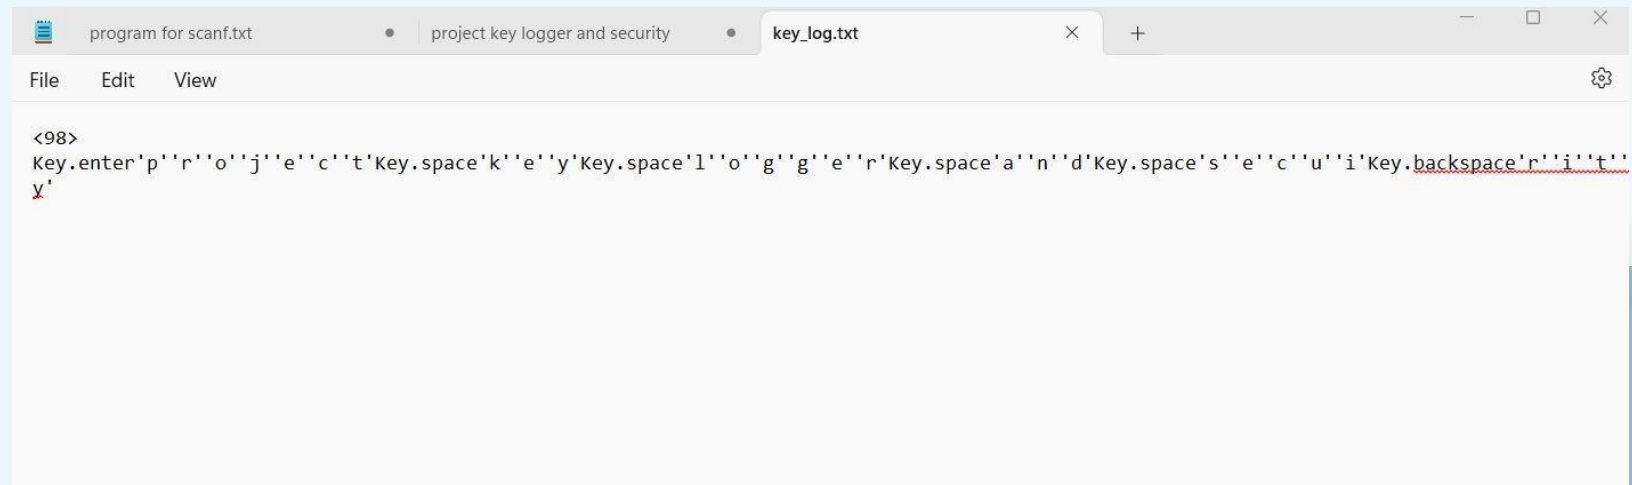 program for scanf.txt
project key logger and security
key_log.txt
File Edit View
<98>
Key.enter'p''r''o''j''e''c''t'Key.space'k''e''y'Key.space'l''o''g''g''e''r'Key.space'a''n''d'Key.space's''e''c''u''i'Key.backspace'r''i''t''
y'